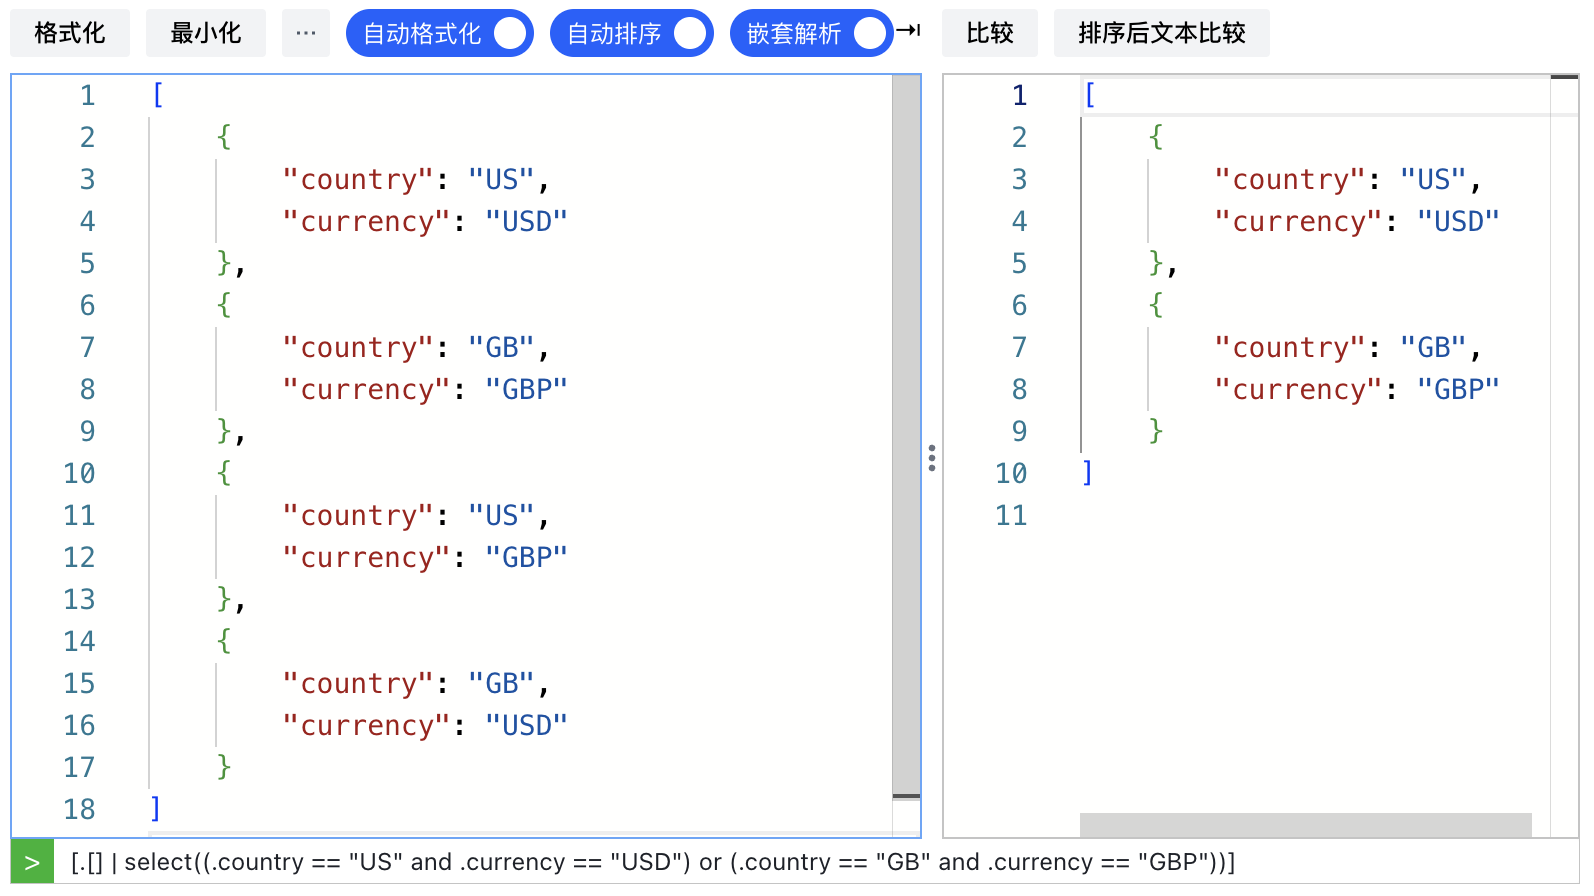 格式化 最小化 ··· 自动格式化 自动排序 嵌套解析 比较 排序后文本比较
1 [
2 {
3 "country": "US",
4 "currency": "USD"
5 },
6 {
7 "country": "GB",
8 "currency": "GBP"
9 },
10 {
11 "country": "US",
12 "currency": "GBP"
13 },
14 {
15 "country": "GB",
16 "currency": "USD"
17 }
18 ]
1 [
2 {
3 "country": "US",
4 "currency": "USD"
5 },
6 {
7 "country": "GB",
8 "currency": "GBP"
9 }
10 ]
11
> [.[] | select((.country == "US" and .currency == "USD") or (.country == "GB" and .currency == "GBP"))]